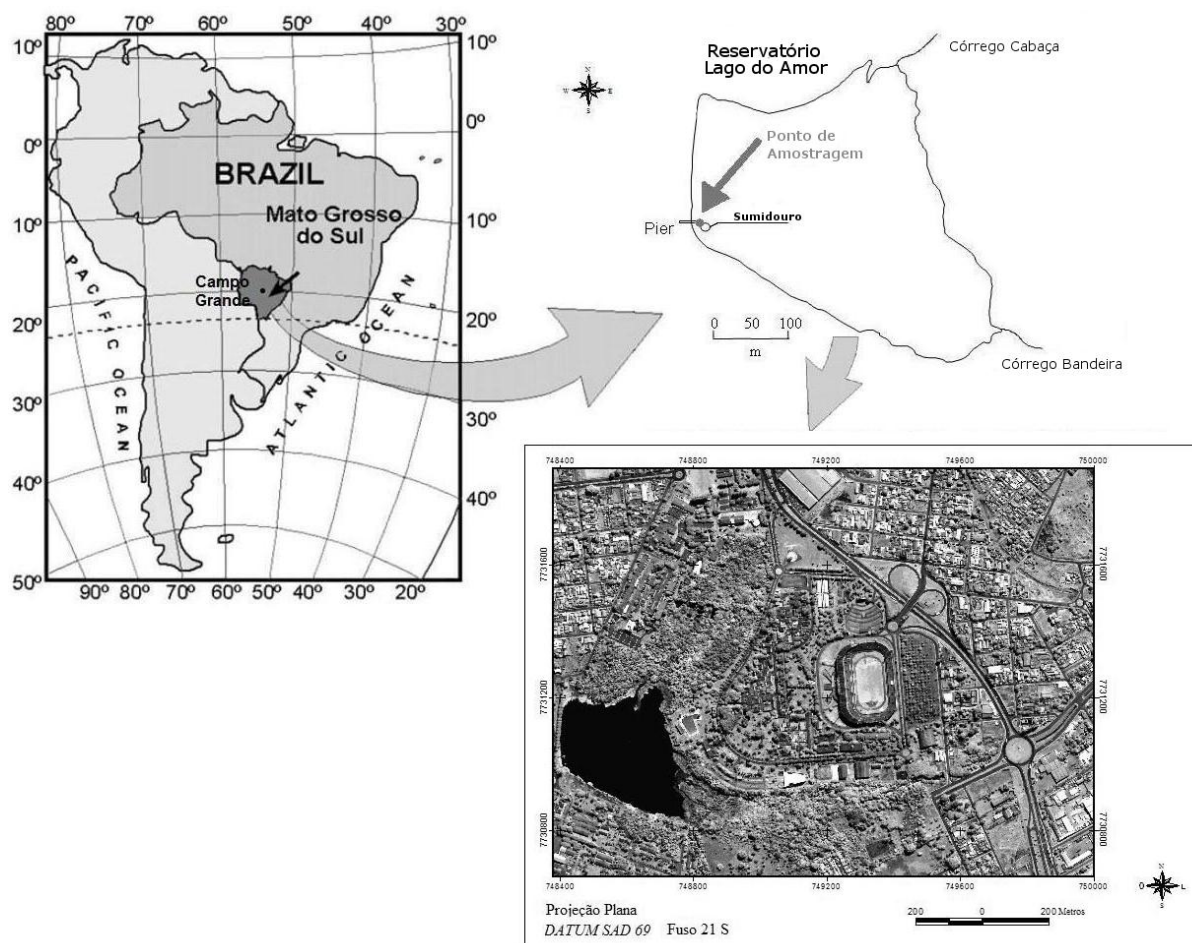 80º 70º 60º 50º 40º 30º
10º 10º
0º 0º
10º 10º
20º 20º
30º 30º
40º 40º
50º
90º 80º 70º 60º 50º 40º 30º 20º
BRAZIL
Mato Grosso
do Sul
Campo
Grande
PACIFIC OCEAN
ATLANTIC OCEAN
N
W E
S
Reservatório
Lago do Amor
Córrego Cabaça
Ponto de
Amostragem
Sumidouro
Pier
0 50 100
m
Córrego Bandeira
748400 748800 749200 749600 750000
7731600 7731600
7731200 7731200
7730800 7730800
748400 748800 749200 749600 750000
Projeção Plana
DATUM SAD 69 Fuso 21 S
200 0 200 Metros
N
O L
S